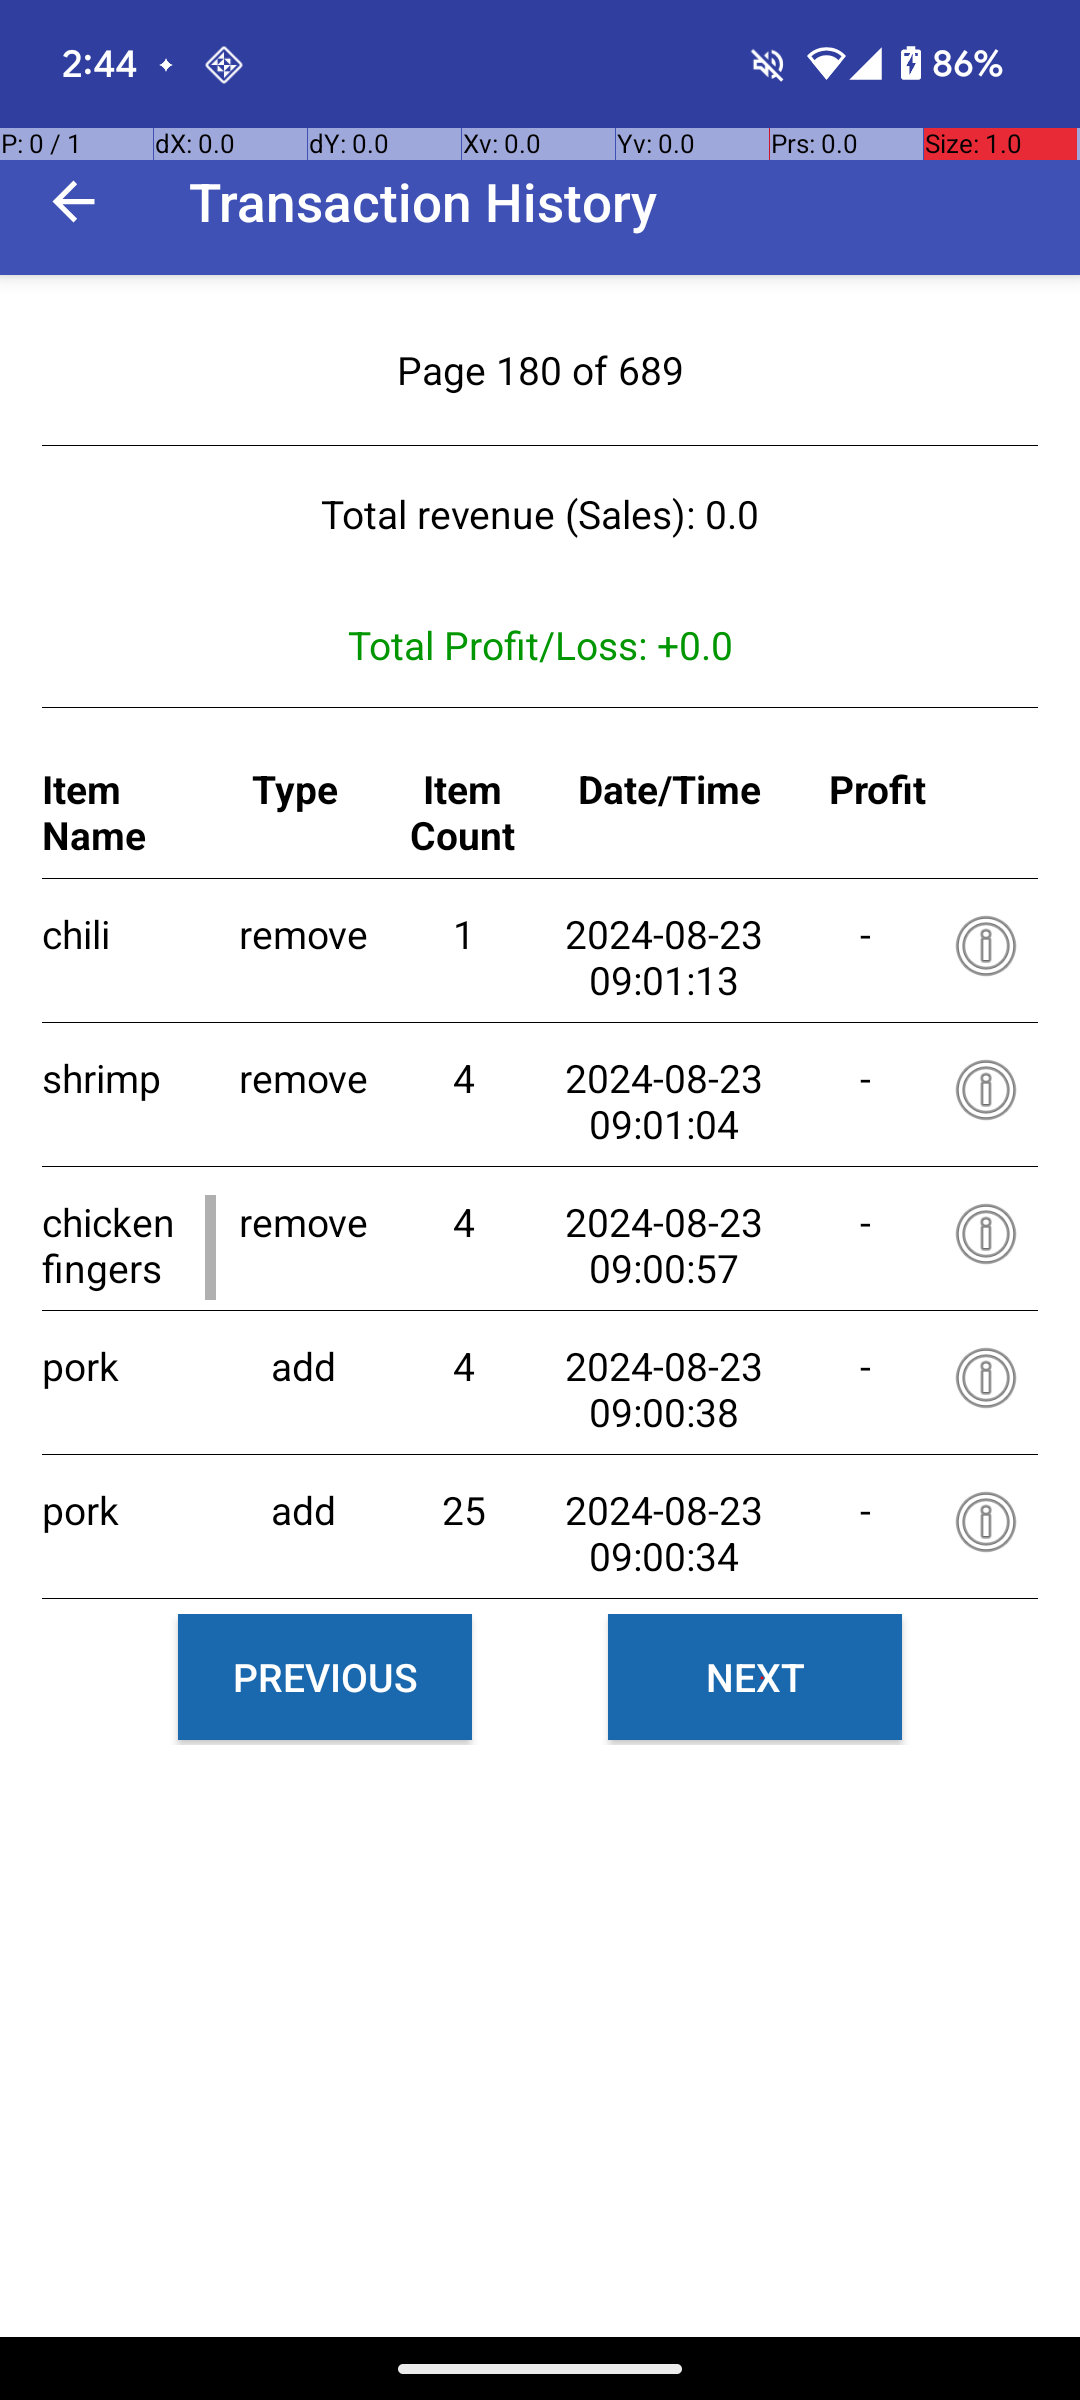 2:44
86%
P: 0 / 1 dX: 0.0 dY: 0.0 Xv: 0.0 Yv: 0.0 Prs: 0.0 Size: 1.0
Transaction History
Page 180 of 689
Total revenue (Sales): 0.0
Total Profit/Loss: +0.0
Item Name Type Item Count Date/Time Profit
chili remove 1 2024-08-23 09:01:13 -
shrimp remove 4 2024-08-23 09:01:04 -
chicken fingers remove 4 2024-08-23 09:00:57 -
pork add 4 2024-08-23 09:00:38 -
pork add 25 2024-08-23 09:00:34 -
PREVIOUS NEXT